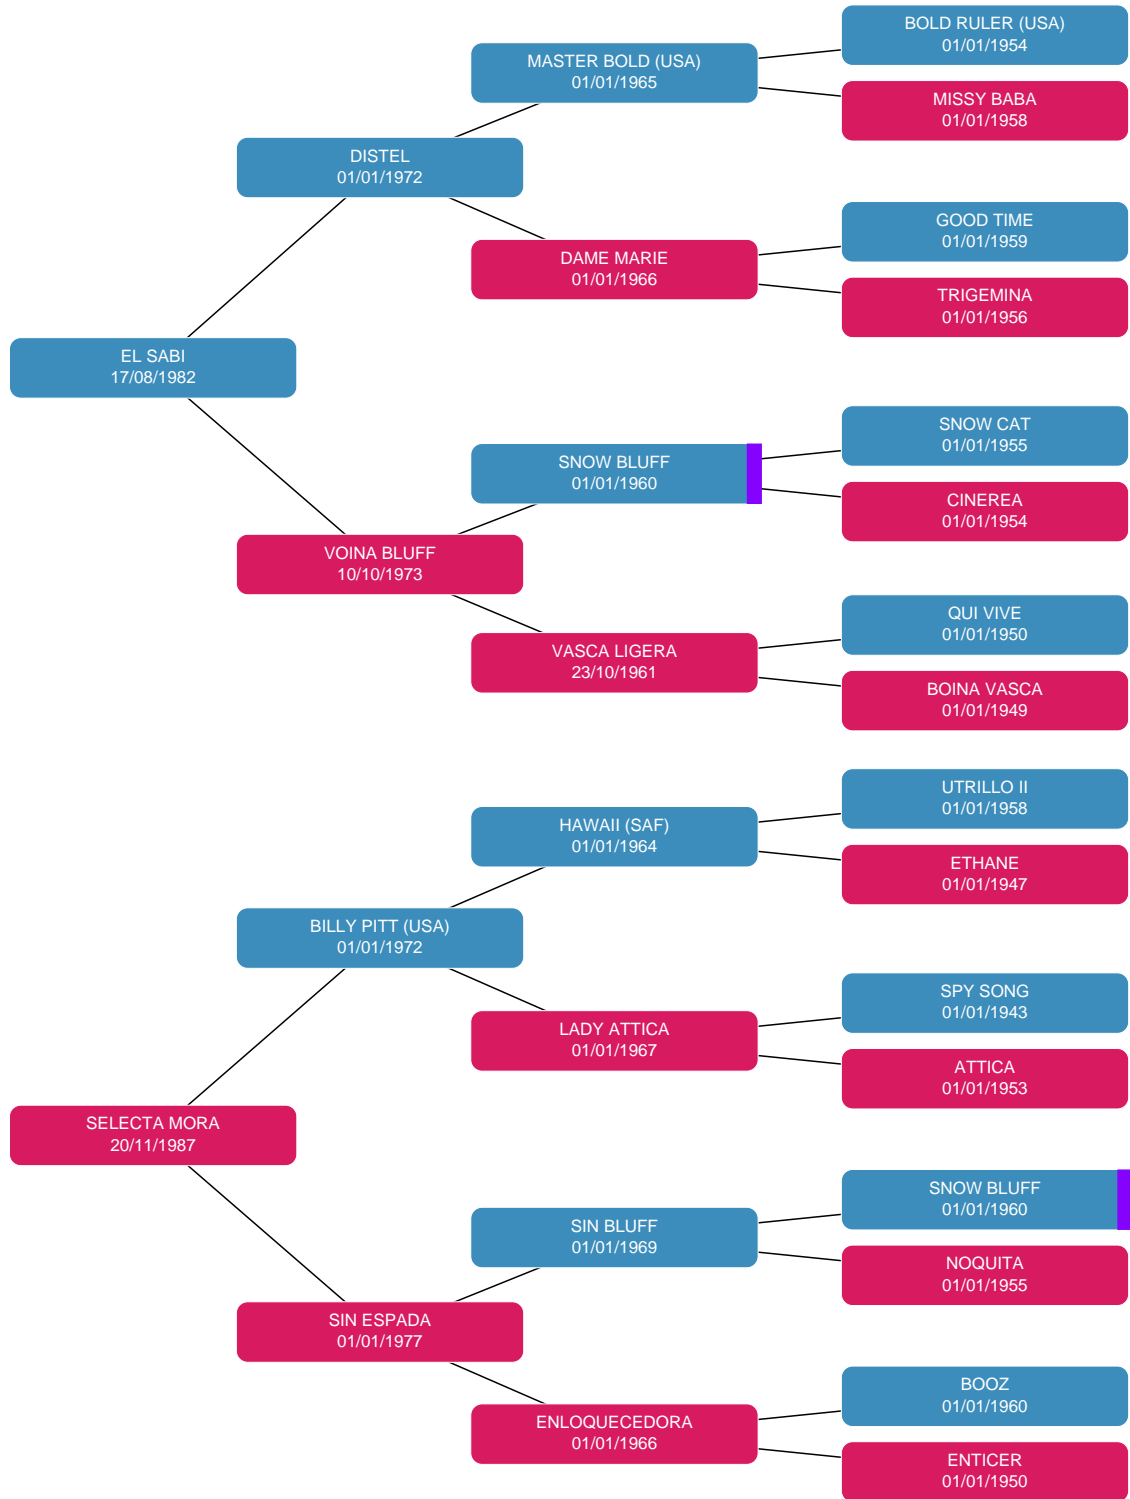 BOLD RULER (USA)
01/01/1954
MASTER BOLD (USA)
01/01/1965
MISSY BABA
01/01/1958
DISTEL
01/01/1972
GOOD TIME
01/01/1959
DAME MARIE
01/01/1966
TRIGEMINA
01/01/1956
EL SABI
17/08/1982
SNOW CAT
01/01/1955
SNOW BLUFF
01/01/1960
CINEREA
01/01/1954
VOINA BLUFF
10/10/1973
QUI VIVE
01/01/1950
VASCA LIGERA
23/10/1961
BOINA VASCA
01/01/1949
UTRILLO II
01/01/1958
HAWAII (SAF)
01/01/1964
ETHANE
01/01/1947
BILLY PITT (USA)
01/01/1972
SPY SONG
01/01/1943
LADY ATTICA
01/01/1967
ATTICA
01/01/1953
SELECTA MORA
20/11/1987
SNOW BLUFF
01/01/1960
SIN BLUFF
01/01/1969
NOQUITA
01/01/1955
SIN ESPADA
01/01/1977
BOOZ
01/01/1960
ENLOQUECEDORA
01/01/1966
ENTICER
01/01/1950